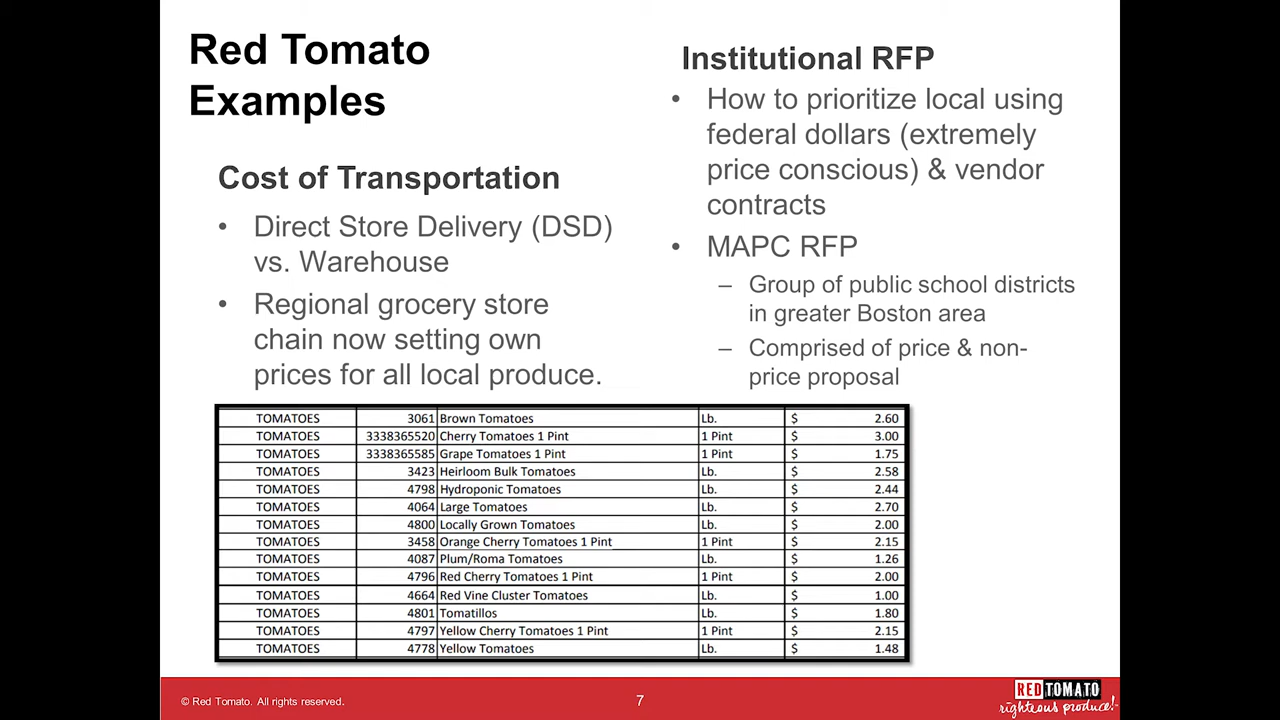 Red Tomato
Examples
Cost of Transportation
• Direct Store Delivery (DSD)
vs. Warehouse
• Regional grocery store
chain now setting own
prices for all local produce.
Institutional RFP
• How to prioritize local using
federal dollars (extremely
price conscious) & vendor
contracts
• MAPC RFP
– Group of public school districts
in greater Boston area
– Comprised of price & non-
price proposal
TOMATOES 3061 Brown Tomatoes Lb. $ 2.60
TOMATOES 3338365520 Cherry Tomatoes 1 Pint 1 Pint $ 3.00
TOMATOES 3338365585 Grape Tomatoes 1 Pint 1 Pint $ 1.75
TOMATOES 3423 Heirloom Bulk Tomatoes Lb. $ 2.58
TOMATOES 4798 Hydroponic Tomatoes Lb. $ 2.44
TOMATOES 4064 Large Tomatoes Lb. $ 2.70
TOMATOES 4800 Locally Grown Tomatoes Lb. $ 2.00
TOMATOES 3458 Orange Cherry Tomatoes 1 Pint 1 Pint $ 2.15
TOMATOES 4087 Plum/Roma Tomatoes Lb. $ 1.26
TOMATOES 4796 Red Cherry Tomatoes 1 Pint 1 Pint $ 2.00
TOMATOES 4664 Red Vine Cluster Tomatoes Lb. $ 1.00
TOMATOES 4801 Tomatillos Lb. $ 1.80
TOMATOES 4797 Yellow Cherry Tomatoes 1 Pint 1 Pint $ 2.15
TOMATOES 4778 Yellow Tomatoes Lb. $ 1.48
© Red Tomato. All rights reserved.
7
RED TOMATO
righteous produce!